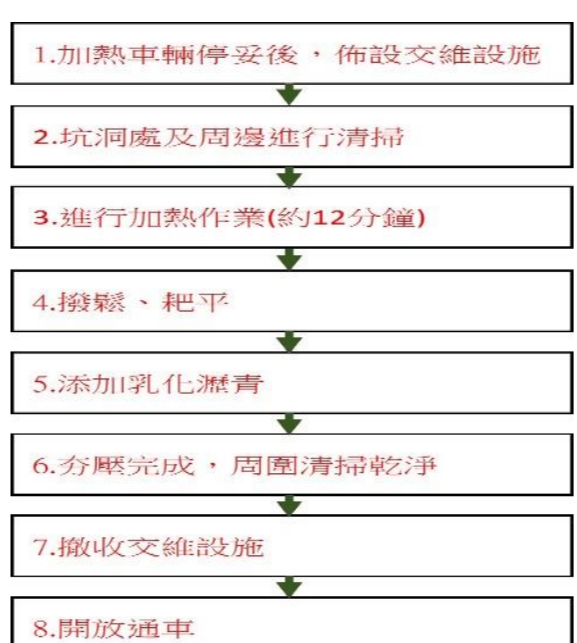 1.加熱車輛停妥後，佈設交維設施
2.坑洞處及周邊進行清掃
3.進行加熱作業(約12分鐘)
4.撥鬆、耙平
5.添加乳化瀝青
6.夯壓完成，周圍清掃乾淨
7.撤收交維設施
8.開放通車